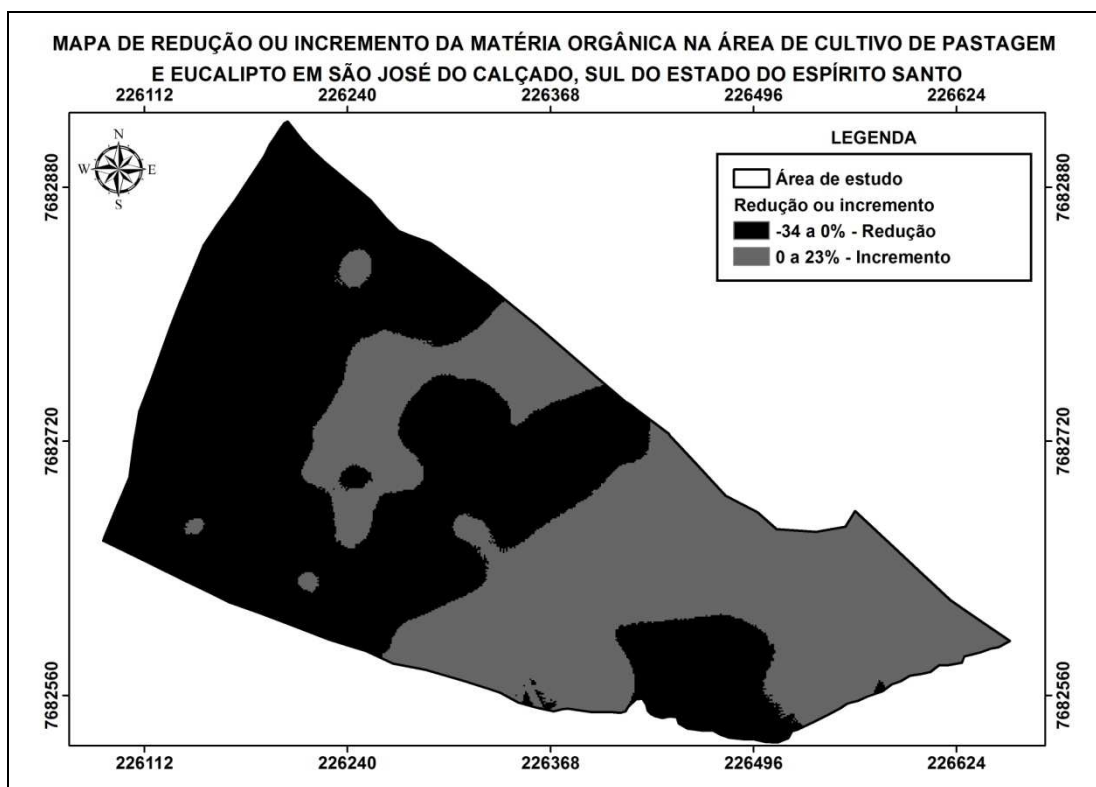 MAPA DE REDUÇÃO OU INCREMENTO DA MATÉRIA ORGÂNICA NA ÁREA DE CULTIVO DE PASTAGEM
E EUCALIPTO EM SÃO JOSÉ DO CALÇADO, SUL DO ESTADO DO ESPÍRITO SANTO
226112 226240 226368 226496 226624
N
W E
S
LEGENDA
Área de estudo
Redução ou incremento
-34 a 0% - Redução
0 a 23% - Incremento
7682880 7682880
7682720 7682720
7682560 7682560
226112 226240 226368 226496 226624